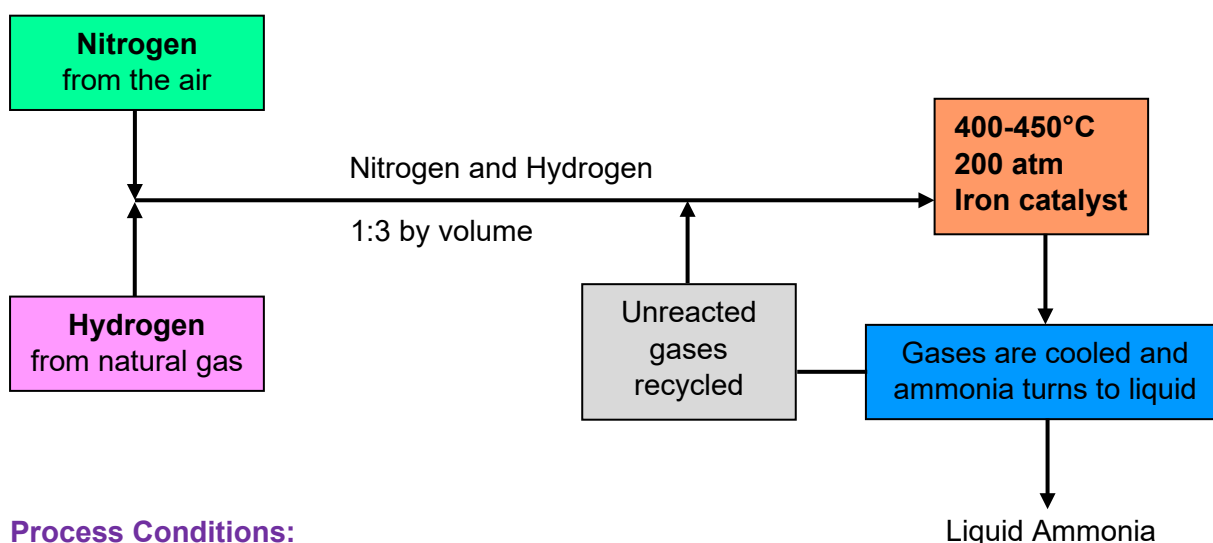 Nitrogen
from the air
400-450°C
200 atm
Iron catalyst
Nitrogen and Hydrogen
1:3 by volume
Hydrogen
from natural gas
Unreacted
gases
recycled
Gases are cooled and
ammonia turns to liquid
Process Conditions:
Liquid Ammonia